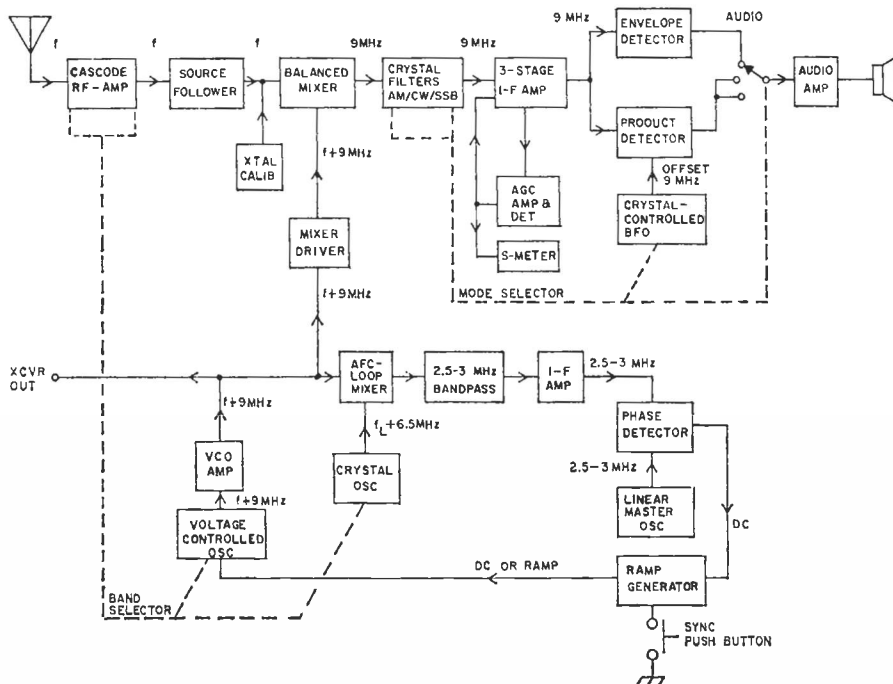 9 MHz
ENVELOPE
DETECTOR
AUDIO
f
f
f
9MHz
9MHz
CASCODE
RF-AMP
SOURCE
FOLLOWER
BALANCED
MIXER
CRYSTAL
FILTERS
AM/CW/SSB
3-STAGE
I-F AMP
AUDIO
AMP
PRODUCT
DETECTOR
XTAL
CALIB
f+9MHz
OFFSET
9 MHz
AGC
AMP &
DET
CRYSTAL-
CONTROLLED
BFO
MIXER
DRIVER
S-METER
f+9MHz
MODE SELECTOR
XCVR
OUT
AFC-
LOOP
MIXER
2.5-3 MHz
BANDPASS
I-F
AMP
2.5-3 MHz
f+9MHz
fL+6.5MHz
PHASE
DETECTOR
VCO
AMP
CRYSTAL
OSC
2.5-3 MHz
f+9MHz
LINEAR
MASTER
OSC
VOLTAGE
CONTROLLED
OSC
DC
DC OR RAMP
RAMP
GENERATOR
BAND
SELECTOR
SYNC
PUSH BUTTON